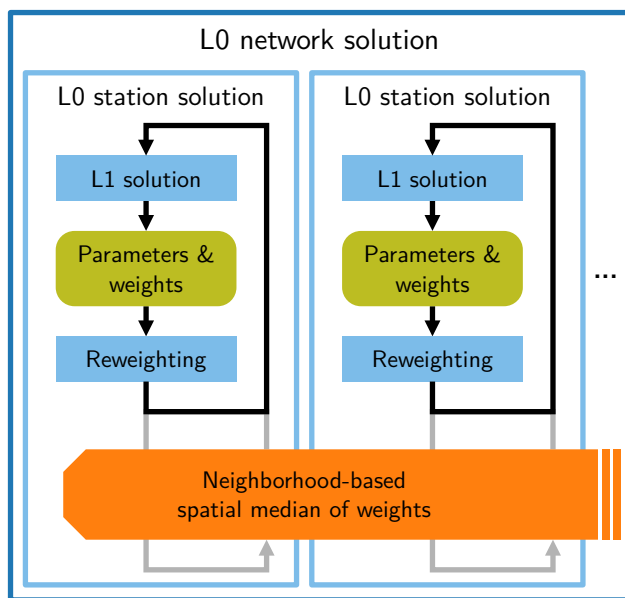 L0 network solution
L0 station solution
L1 solution
Parameters &
weights
Reweighting
L0 station solution
L1 solution
Parameters &
weights
Reweighting
...
Neighborhood-based
spatial median of weights